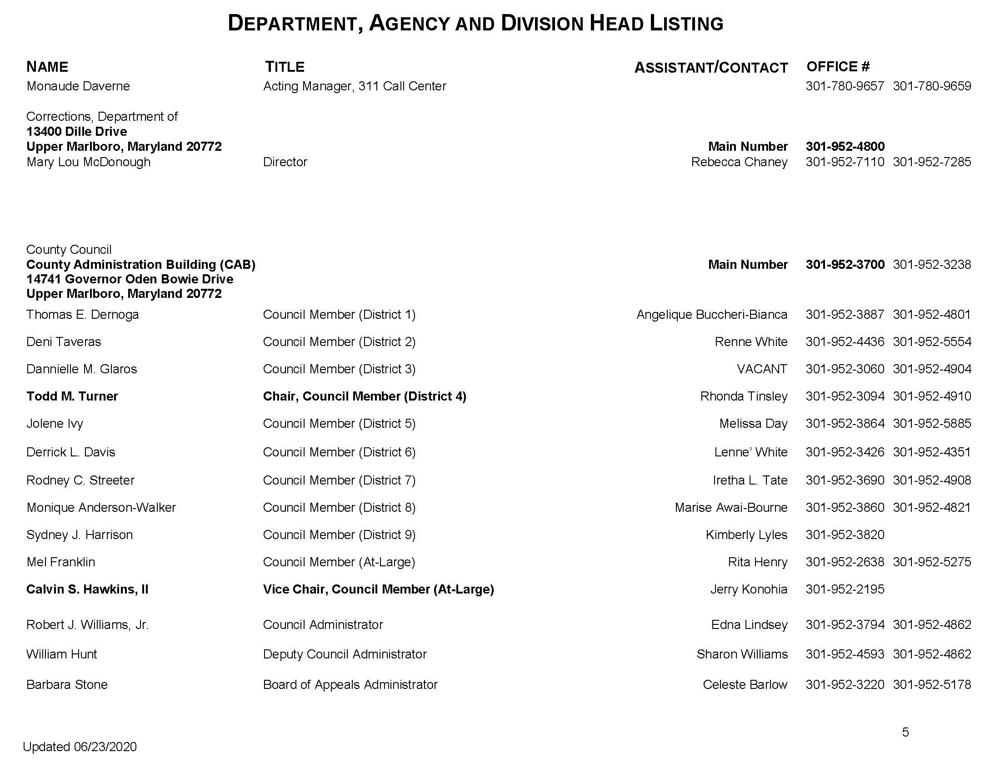 DEPARTMENT, AGENCY AND DIVISION HEAD LISTING
NAME TITLE ASSISTANT/CONTACT OFFICE #
Monaude Daverne Acting Manager, 311 Call Center 301-780-9657 301-780-9659
Corrections, Department of
13400 Dille Drive
Upper Marlboro, Maryland 20772 Main Number 301-952-4800
Mary Lou McDonough Director Rebecca Chaney 301-952-7110 301-952-7285
County Council
County Administration Building (CAB) Main Number 301-952-3700 301-952-3238
14741 Governor Oden Bowie Drive
Upper Marlboro, Maryland 20772
Thomas E. Dernoga Council Member (District 1) Angelique Buccheri-Bianca 301-952-3887 301-952-4801
Deni Taveras Council Member (District 2) Renne White 301-952-4436 301-952-5554
Dannielle M. Glaros Council Member (District 3) VACANT 301-952-3060 301-952-4904
Todd M. Turner Chair, Council Member (District 4) Rhonda Tinsley 301-952-3094 301-952-4910
Jolene Ivy Council Member (District 5) Melissa Day 301-952-3864 301-952-5885
Derrick L. Davis Council Member (District 6) Lenne’ White 301-952-3426 301-952-4351
Rodney C. Streeter Council Member (District 7) Iretha L. Tate 301-952-3690 301-952-4908
Monique Anderson-Walker Council Member (District 8) Marise Awai-Bourne 301-952-3860 301-952-4821
Sydney J. Harrison Council Member (District 9) Kimberly Lyles 301-952-3820
Mel Franklin Council Member (At-Large) Rita Henry 301-952-2638 301-952-5275
Calvin S. Hawkins, II Vice Chair, Council Member (At-Large) Jerry Konohia 301-952-2195
Robert J. Williams, Jr. Council Administrator Edna Lindsey 301-952-3794 301-952-4862
William Hunt Deputy Council Administrator Sharon Williams 301-952-4593 301-952-4862
Barbara Stone Board of Appeals Administrator Celeste Barlow 301-952-3220 301-952-5178
5
Updated 06/23/2020